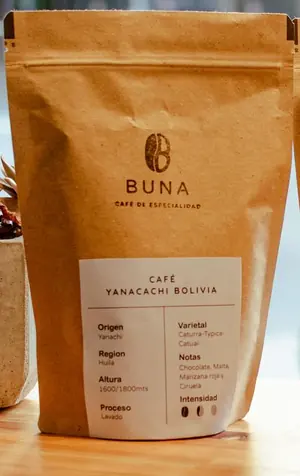 BUNA
CAFÉ DE ESPECIALIDAD
CAFÉ
YANACACHI BOLIVIA
Origen
Yanachi
Region
Huila
Altura
1600/1800mts
Proceso
Lavado
Varietal
Caturra-Typica-
Catuai
Notas
Chocolate, Malta,
Manzana roja y
Ciruela
Intensidad